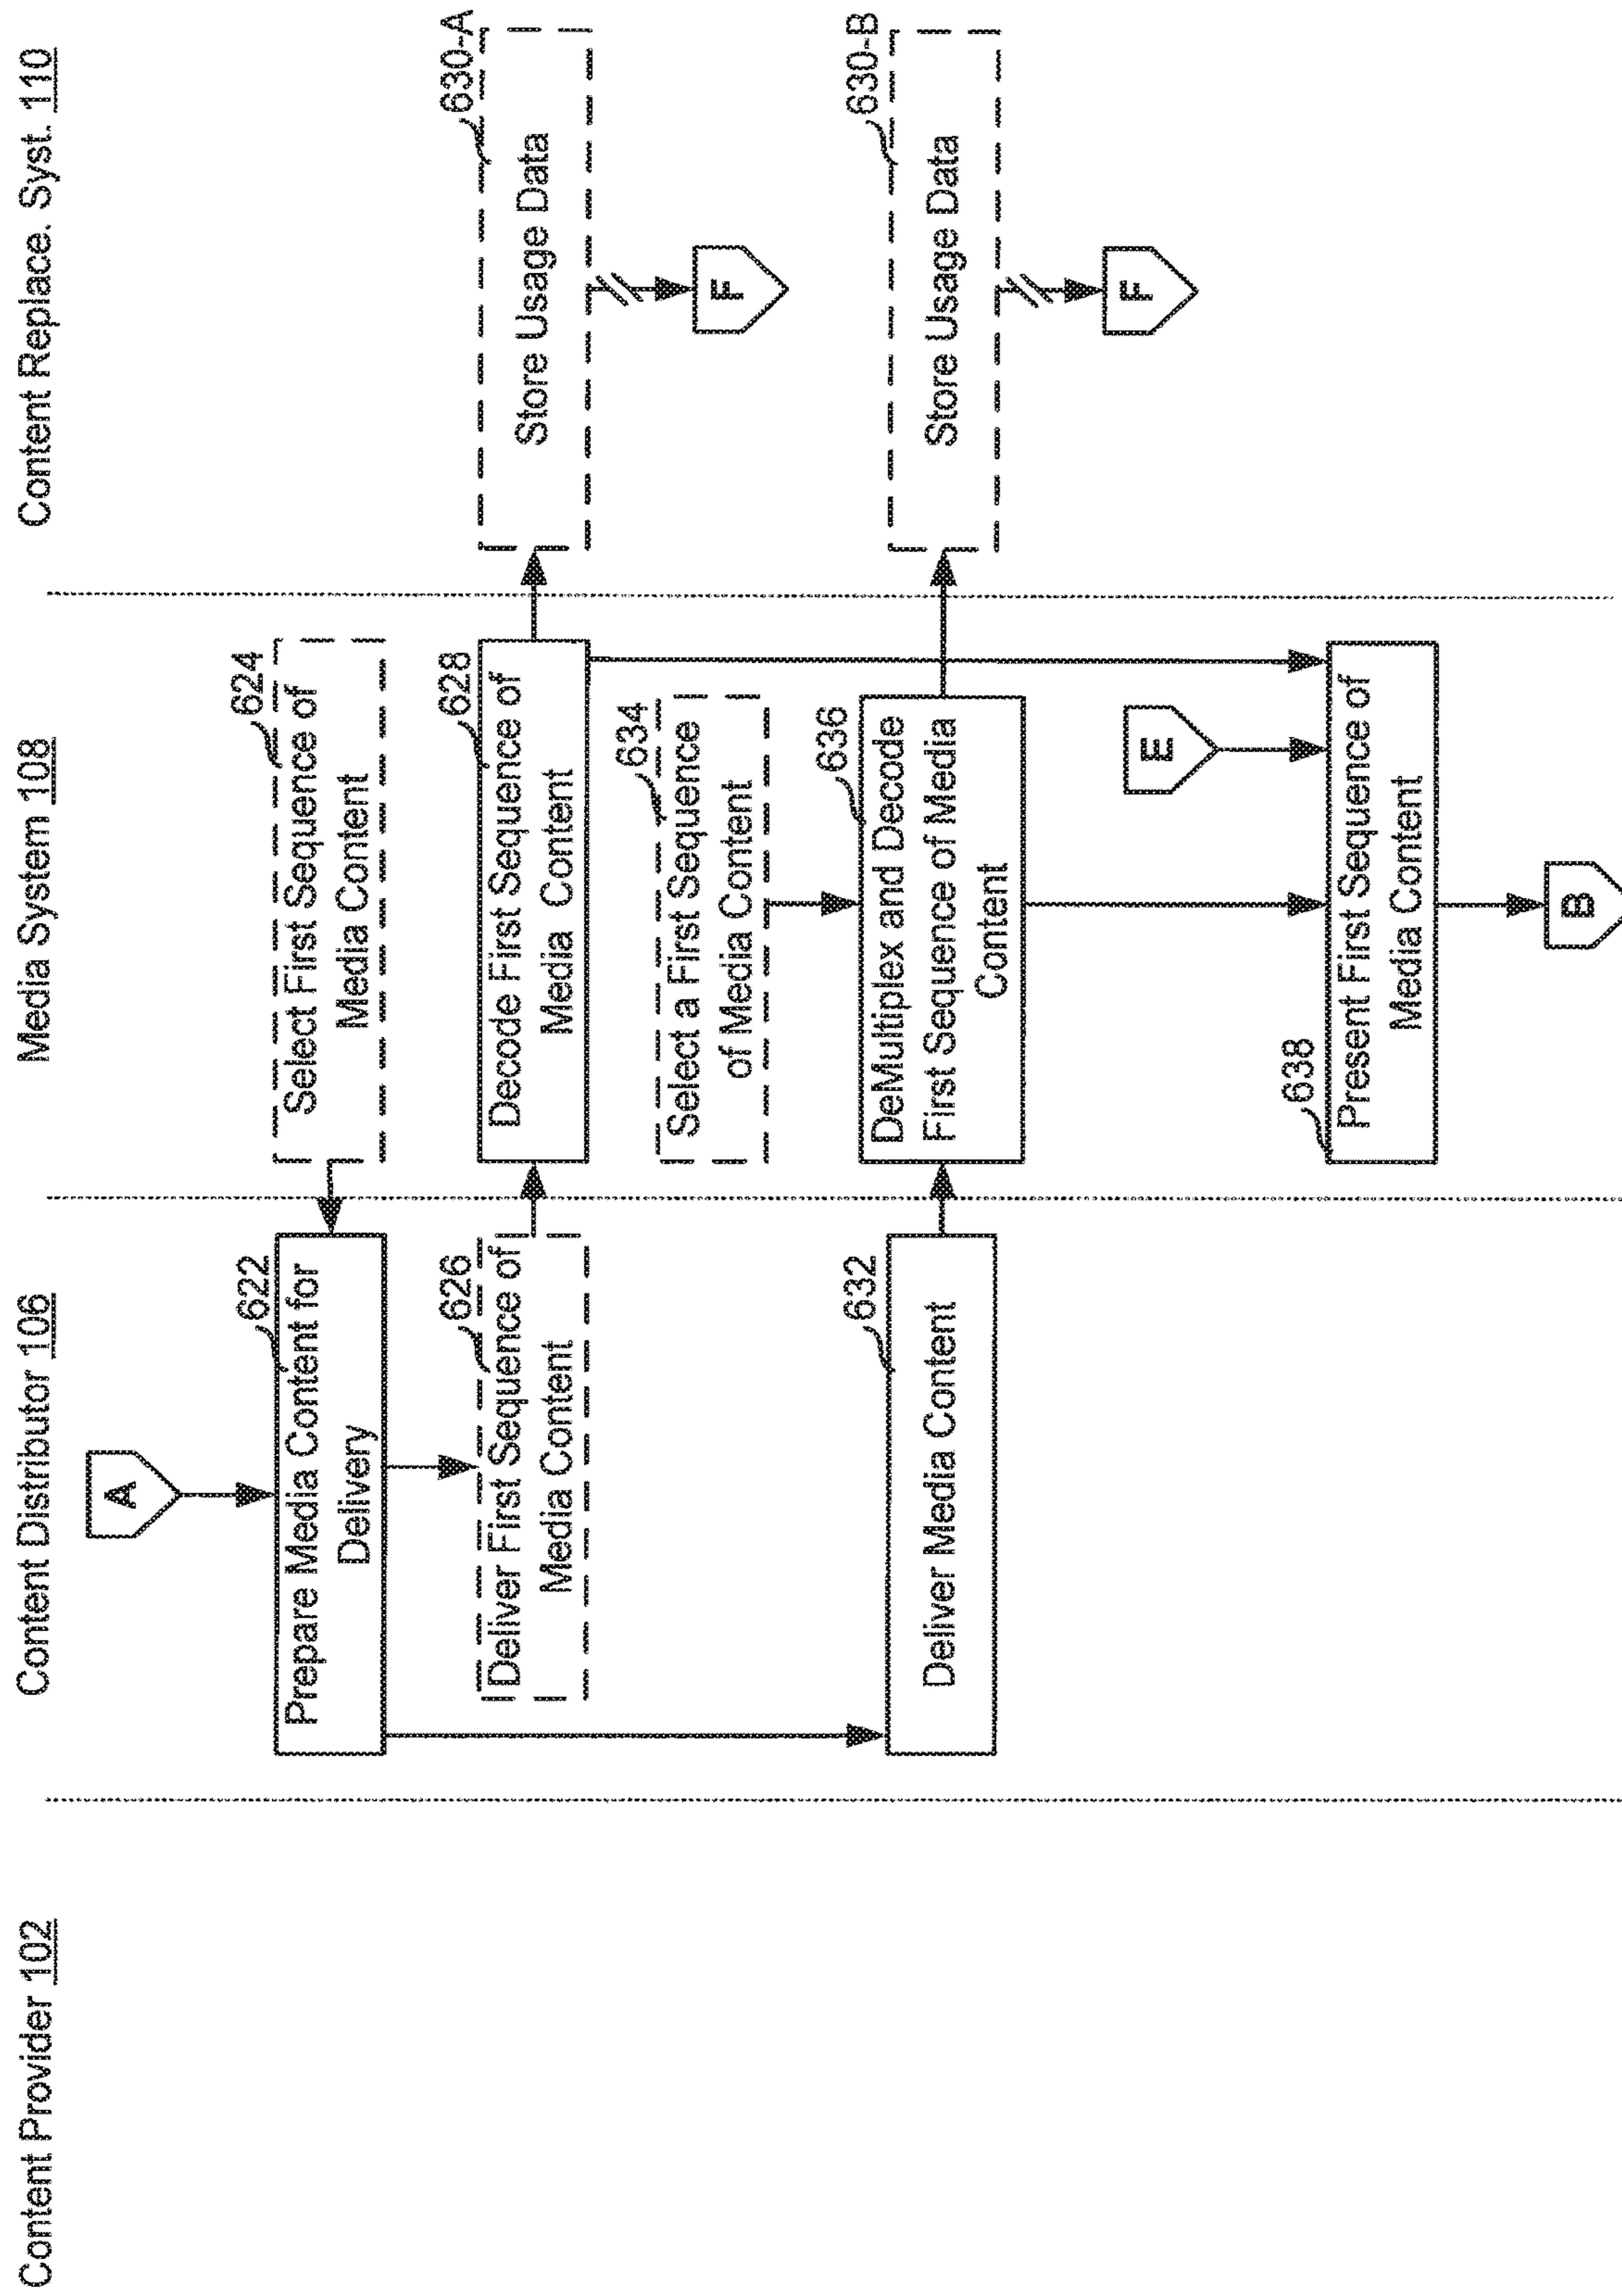 Content Provider 102
Content Distributor 106
Media System 108
Content Replace. Syst. 110
A
622
Prepare Media Content for
Delivery
624
Select First Sequence of
Media Content
626
Deliver First Sequence of
Media Content
628
Decode First Sequence of
Media Content
630-A
Store Usage Data
F
634
Select a First Sequence
of Media Content
632
Deliver Media Content
636
DeMultiplex and Decode
First Sequence of Media
Content
630-B
Store Usage Data
F
E
638
Present First Sequence of
Media Content
B